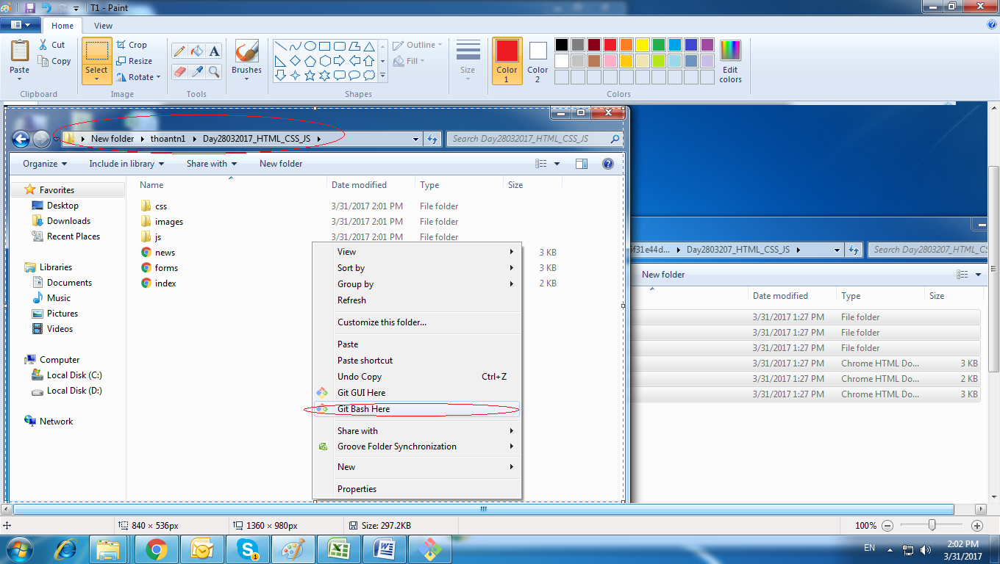 T1 - Paint
Home View
Paste
Cut
Copy
Clipboard
Select
Crop
Resize
Rotate
Image
A
Tools
Brushes
Shapes
Outline
Fill
Size
Color 1
Color 2
Colors
Edit colors
New folder thoantn1 Day28032017_HTML_CSS_JS
Search Day28032017_HTML_CSS_JS
Organize Include in library Share with New folder
Name Date modified Type Size
Favorites
Desktop
Downloads
Recent Places
Libraries
Documents
Music
Pictures
Videos
Computer
Local Disk (C:)
Local Disk (D:)
Network
css 3/31/2017 2:01 PM File folder
images 3/31/2017 2:01 PM File folder
js 3/31/2017 2:01 PM File folder
news 3 KB
forms 3 KB
index 2 KB
View
Sort by
Group by
Refresh
Customize this folder...
Paste
Paste shortcut
Undo Copy Ctrl+Z
Git GUI Here
Git Bash Here
Share with
Groove Folder Synchronization
New
Properties
f31e44d... Day2803207_HTML_CSS_JS
Search Day2803207_HTML_CS
New folder
Date modified Type Size
3/31/2017 1:27 PM File folder
3/31/2017 1:27 PM File folder
3/31/2017 1:27 PM File folder
3/31/2017 1:27 PM Chrome HTML Do... 3 KB
3/31/2017 1:27 PM Chrome HTML Do... 2 KB
3/31/2017 1:27 PM Chrome HTML Do... 3 KB
840 × 536px
1360 × 980px
Size: 297.2KB
100%
EN
2:02 PM
3/31/2017